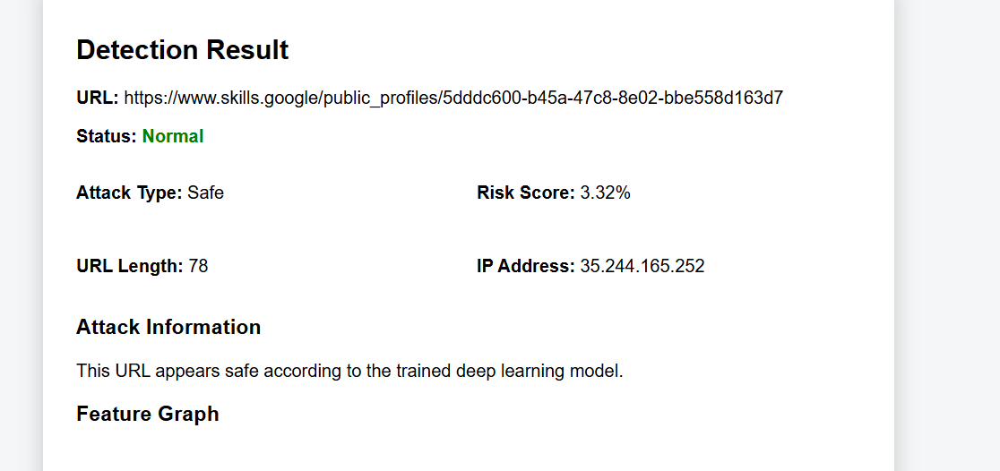 Detection Result
URL: https://www.skills.google/public_profiles/5dddc600-b45a-47c8-8e02-bbe558d163d7
Status: Normal
Attack Type: Safe
Risk Score: 3.32%
URL Length: 78
IP Address: 35.244.165.252
Attack Information
This URL appears safe according to the trained deep learning model.
Feature Graph